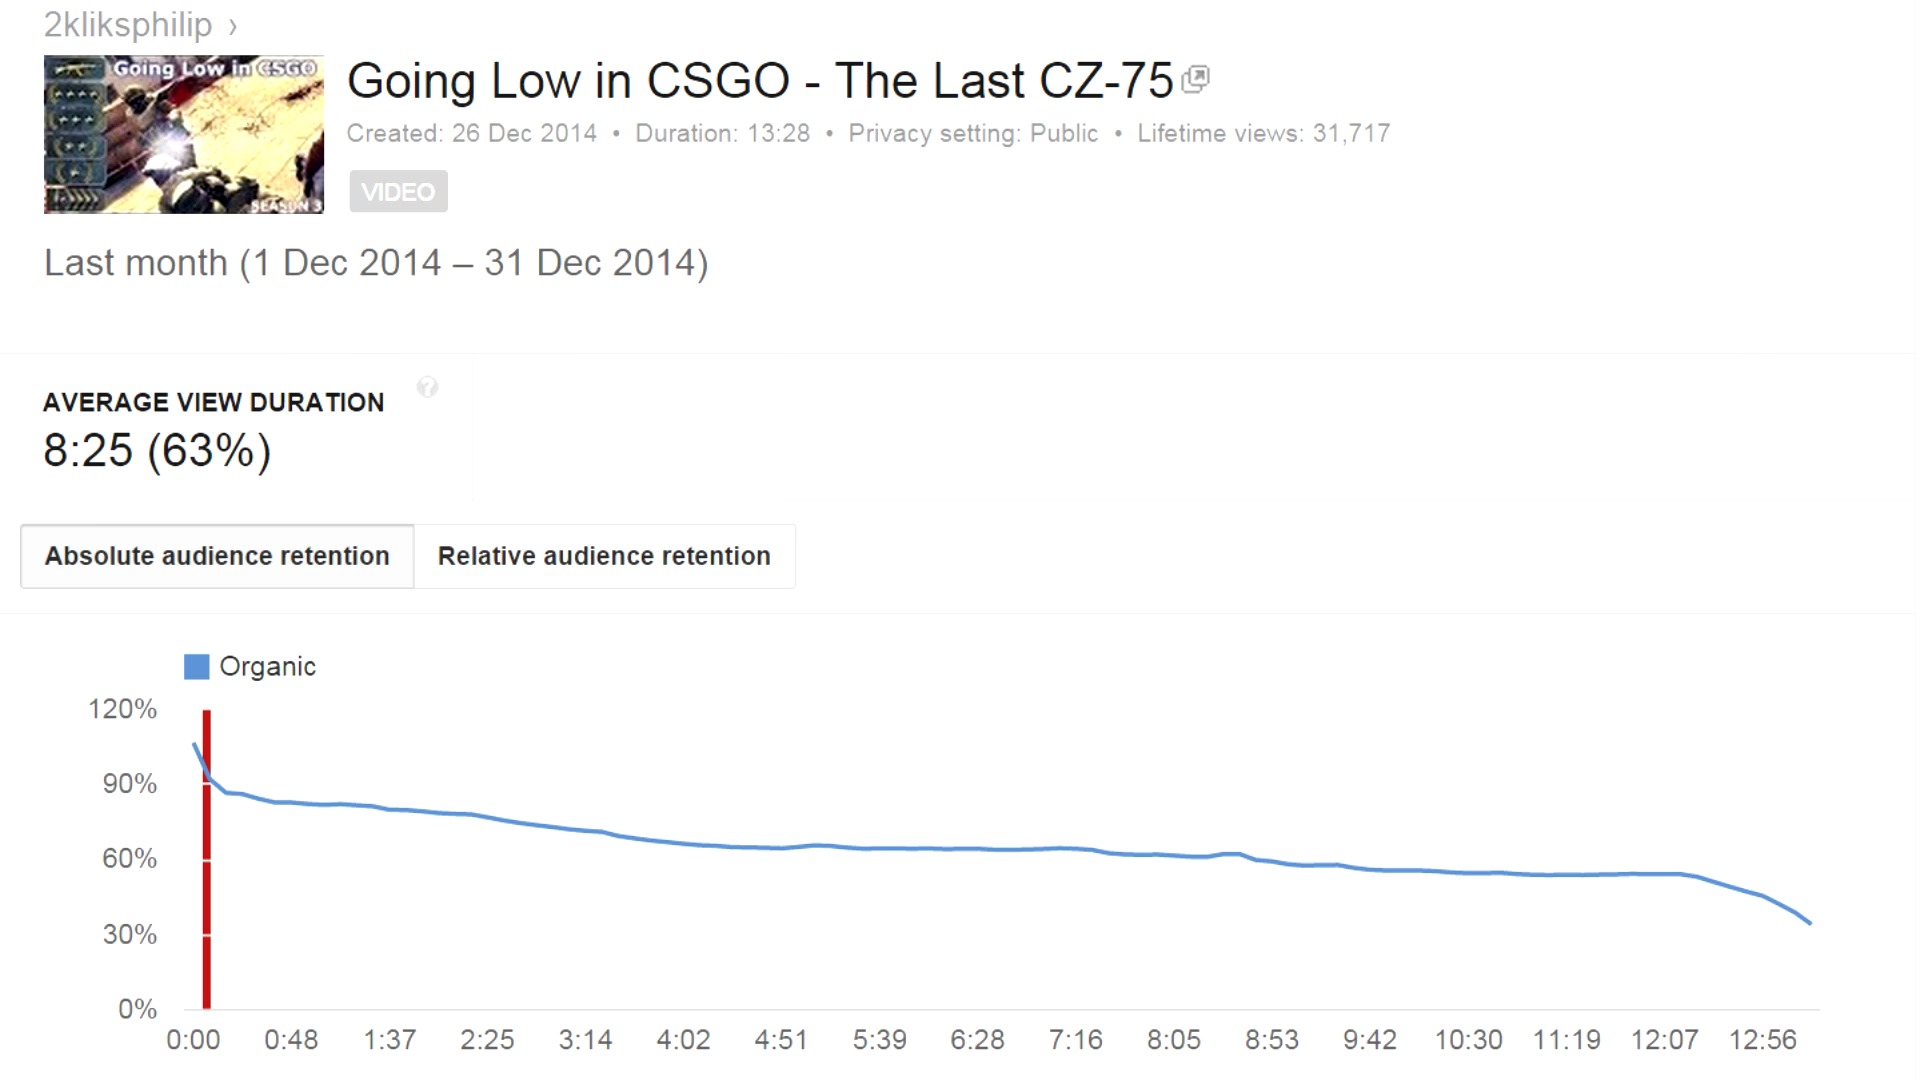 2kliksphilip ›
Going Low in CSGO
SEASON 3
Going Low in CSGO - The Last CZ-75
Created: 26 Dec 2014 • Duration: 13:28 • Privacy setting: Public • Lifetime views: 31,717
VIDEO
Last month (1 Dec 2014 – 31 Dec 2014)
?
AVERAGE VIEW DURATION
8:25 (63%)
Absolute audience retention Relative audience retention
Organic
120%
90%
60%
30%
0%
0:00 0:48 1:37 2:25 3:14 4:02 4:51 5:39 6:28 7:16 8:05 8:53 9:42 10:30 11:19 12:07 12:56